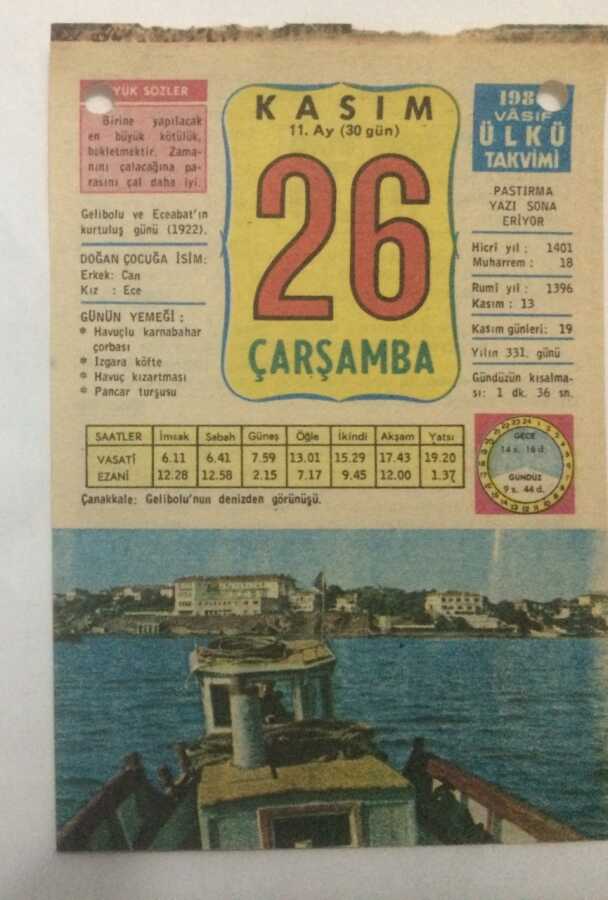 YÜK SÖZLER
Birine yapılacak
en büyük kötülük,
bekletmektir. Zama-
nını çalacağına pa-
rasını çal daha iyi.
Gelibolu ve Eceabat'ın
kurtuluş günü (1922).
DOĞAN ÇOCUĞA İSİM:
Erkek: Can
Kız : Ece
GÜNÜN YEMEĞİ :
* Havuçlu karnabahar
çorbası
* Izgara köfte
* Havuç kızartması
* Pancar turşusu
KASIM
11. Ay (30 gün)
26
ÇARŞAMBA
198
VÂSIF
ÜLKÜ
TAKVİMİ
PASTIRMA
YAZI SONA
ERİYOR
Hicrî yıl : 1401
Muharrem : 18
Rumî yıl : 1396
Kasım : 13
Kasım günleri: 19
Yılın 331. günü
Gündüzün kısalma-
sı: 1 dk. 36 sn.
SAATLER İmsak Sabah Güneş Öğle İkindi Akşam Yatsı
VASATİ 6.11 6.41 7.59 13.01 15.29 17.43 19.20
EZANİ 12.28 12.58 2.15 7.17 9.45 12.00 1.37
GECE
14 s. 16 d.
GÜNDÜZ
9 s. 44 d.
Çanakkale: Gelibolu'nun denizden görünüşü.